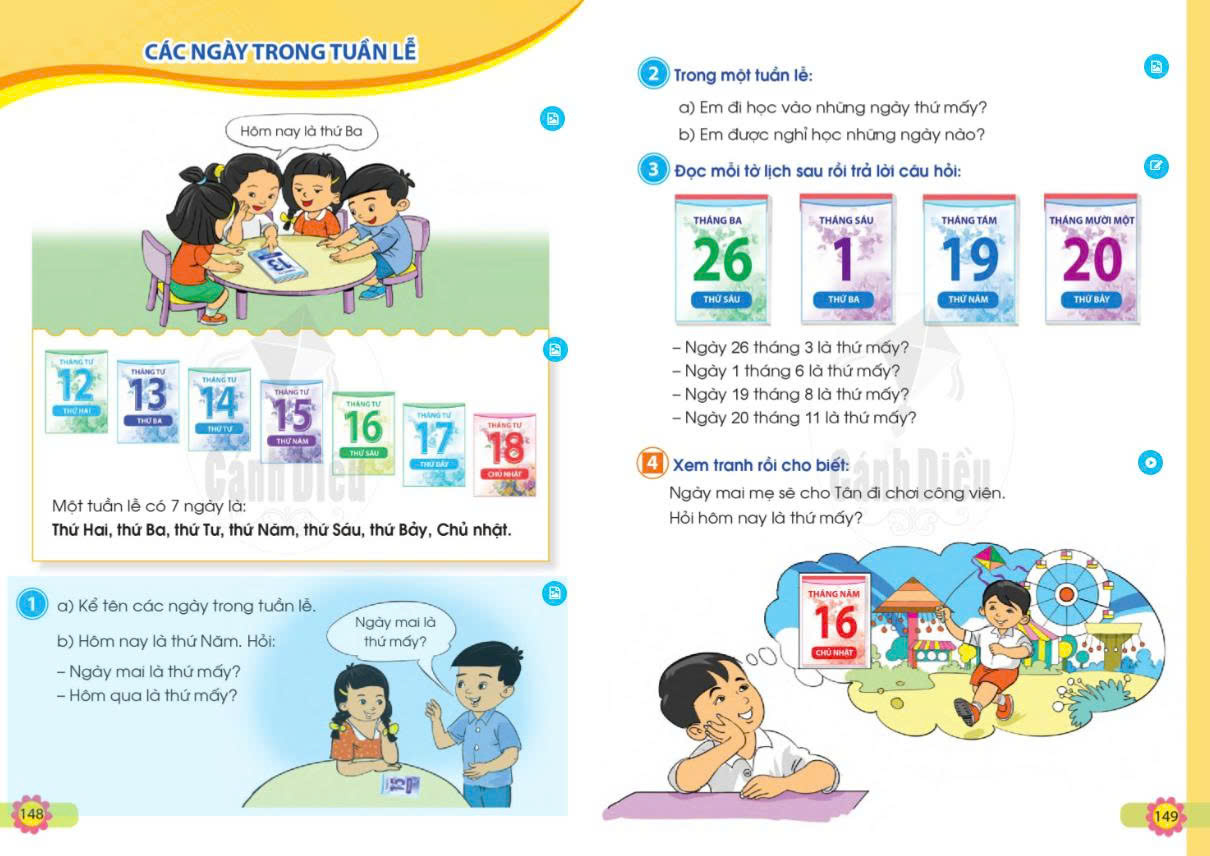 CÁC NGÀY TRONG TUẦN LỄ
Hôm nay là thứ Ba
13
THÁNG TƯ
12
THỨ HAI
THÁNG TƯ
13
THỨ BA
THÁNG TƯ
14
THỨ TƯ
THÁNG TƯ
15
THỨ NĂM
THÁNG TƯ
16
THỨ SÁU
THÁNG TƯ
17
THỨ BẢY
THÁNG TƯ
18
CHỦ NHẬT
Cánh Diều
Một tuần lễ có 7 ngày là:
Thứ Hai, thứ Ba, thứ Tư, thứ Năm, thứ Sáu, thứ Bảy, Chủ nhật.
1 a) Kể tên các ngày trong tuần lễ.
b) Hôm nay là thứ Năm. Hỏi:
– Ngày mai là thứ mấy?
– Hôm qua là thứ mấy?
Ngày mai là
thứ mấy?
15
148
2 Trong một tuần lễ:
a) Em đi học vào những ngày thứ mấy?
b) Em được nghỉ học những ngày nào?
3 Đọc mỗi tờ lịch sau rồi trả lời câu hỏi:
THÁNG BA
26
THỨ SÁU
THÁNG SÁU
1
THỨ BA
THÁNG TÁM
19
THỨ NĂM
THÁNG MƯỜI MỘT
20
THỨ BẢY
– Ngày 26 tháng 3 là thứ mấy?
– Ngày 1 tháng 6 là thứ mấy?
– Ngày 19 tháng 8 là thứ mấy?
– Ngày 20 tháng 11 là thứ mấy?
4 Xem tranh rồi cho biết:
Cánh Diều
Ngày mai mẹ sẽ cho Tân đi chơi công viên.
Hỏi hôm nay là thứ mấy?
THÁNG NĂM
16
CHỦ NHẬT
149